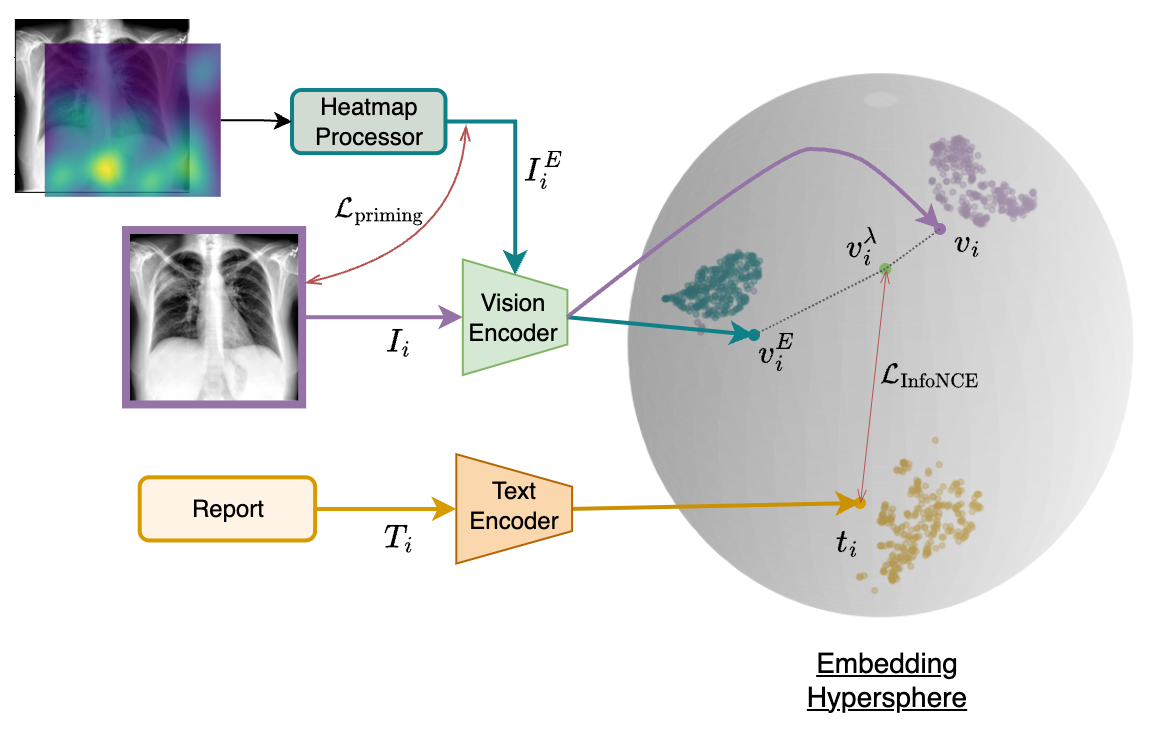 Heatmap
Processor
$I_i^E$
$\mathcal{L}_{\text{priming}}$
$v_i^\lambda$
$v_i$
Vision
Encoder
$I_i$
$v_i^E$
$\mathcal{L}_{\text{InfoNCE}}$
Report
Text
Encoder
$T_i$
$t_i$
Embedding
Hypersphere